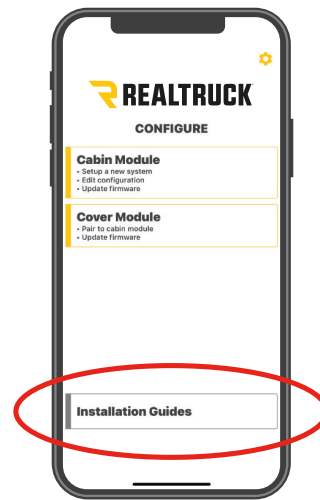 REALTRUCK
CONFIGURE
Cabin Module
• Setup a new system
• Edit configuration
• Update firmware
Cover Module
• Pair to cabin module
• Update firmware
Installation Guides